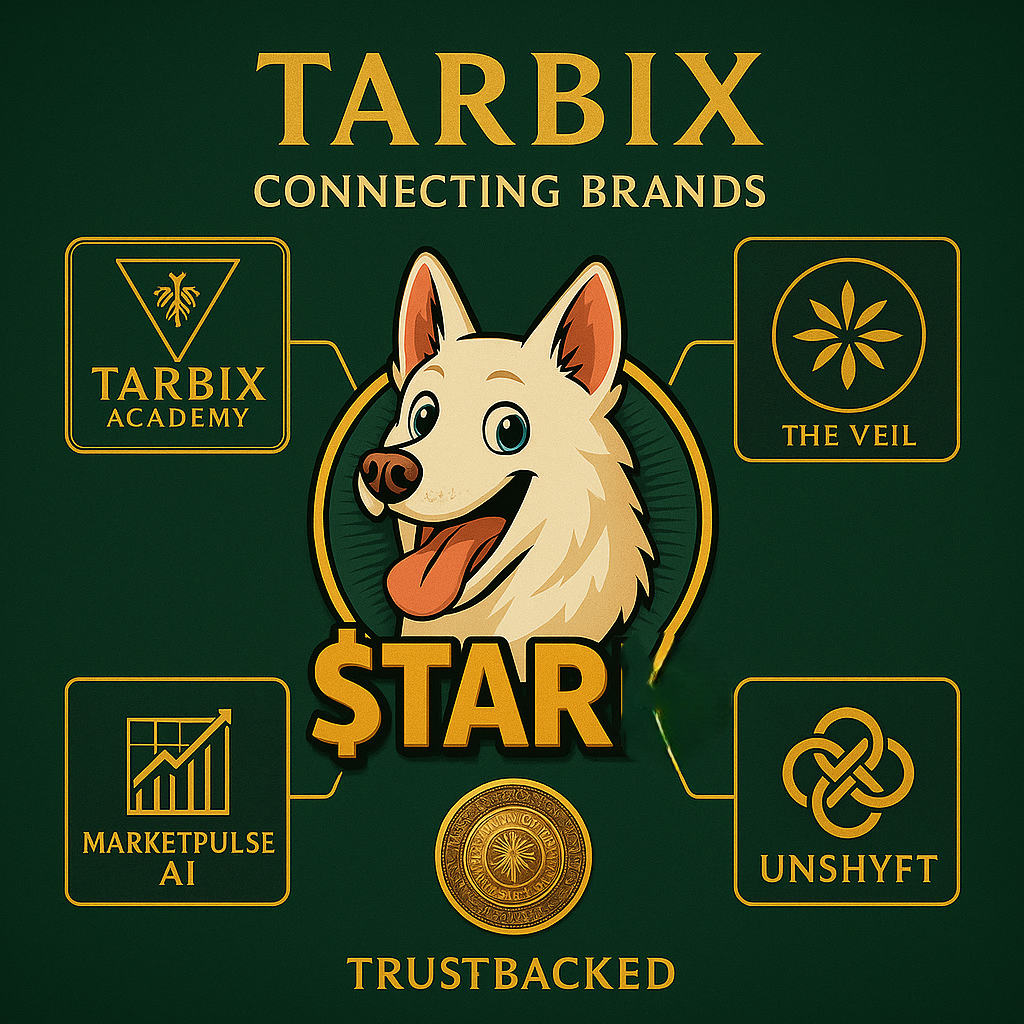 TARBIX
CONNECTING BRANDS
TARBIX
ACADEMY
THE VEIL
$TAR
MARKETPULSE
AI
UNSHYFT
TRUSTBACKED